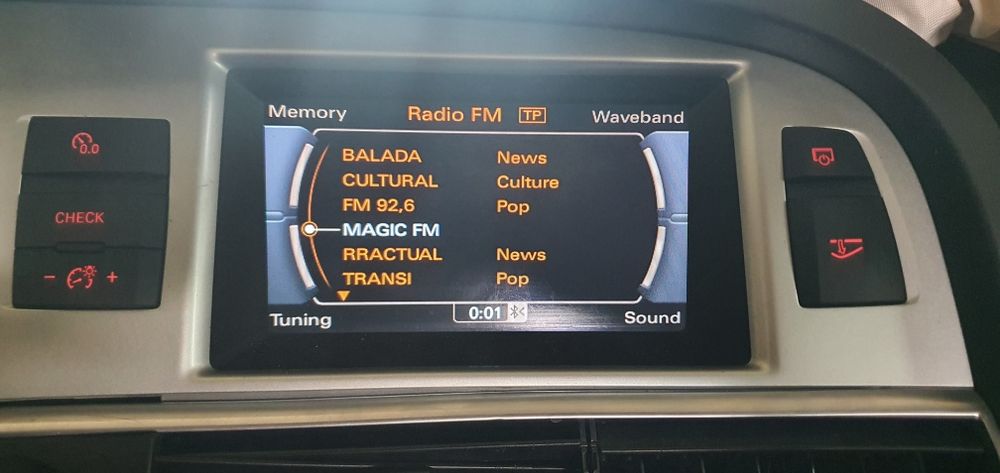 Memory Radio FM TP Waveband
0.0
CHECK
- +
BALADA News
CULTURAL Culture
FM 92,6 Pop
MAGIC FM
RRACTUAL News
TRANSI Pop
Tuning 0:01 Sound